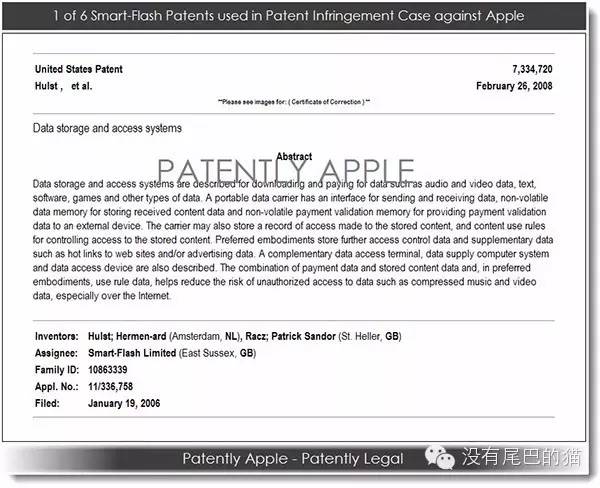 1 of 6 Smart-Flash Patents used in Patent Infringement Case against Apple
United States Patent 7,334,720
Hulst , et al. February 26, 2008
**Please see images for: ( Certificate of Correction ) **
Data storage and access systems
Abstract
PATENTLY APPLE
Data storage and access systems are described for downloading and paying for data such as audio and video data, text,
software, games and other types of data. A portable data carrier has an interface for sending and receiving data, non-volatile
data memory for storing received content data and non-volatile payment validation memory for providing payment validation
data to an external device. The carrier may also store a record of access made to the stored content, and content use rules
for controlling access to the stored content. Preferred embodiments store further access control data and supplementary data
such as hot links to web sites and/or advertising data. A complementary data access terminal, data supply computer system
and data access device are also described. The combination of payment data and stored content data and, in preferred
embodiments, use rule data, helps reduce the risk of unauthorized access to data such as compressed music and video
data, especially over the Internet.
Inventors: Hulst; Hermen-ard (Amsterdam, NL), Racz; Patrick Sandor (St. Heller, GB)
Assignee: Smart-Flash Limited (East Sussex, GB)
Family ID: 10863339
Appl. No.: 11/336,758
Filed: January 19, 2006
Patently Apple - Patently Legal
没有尾巴的猫